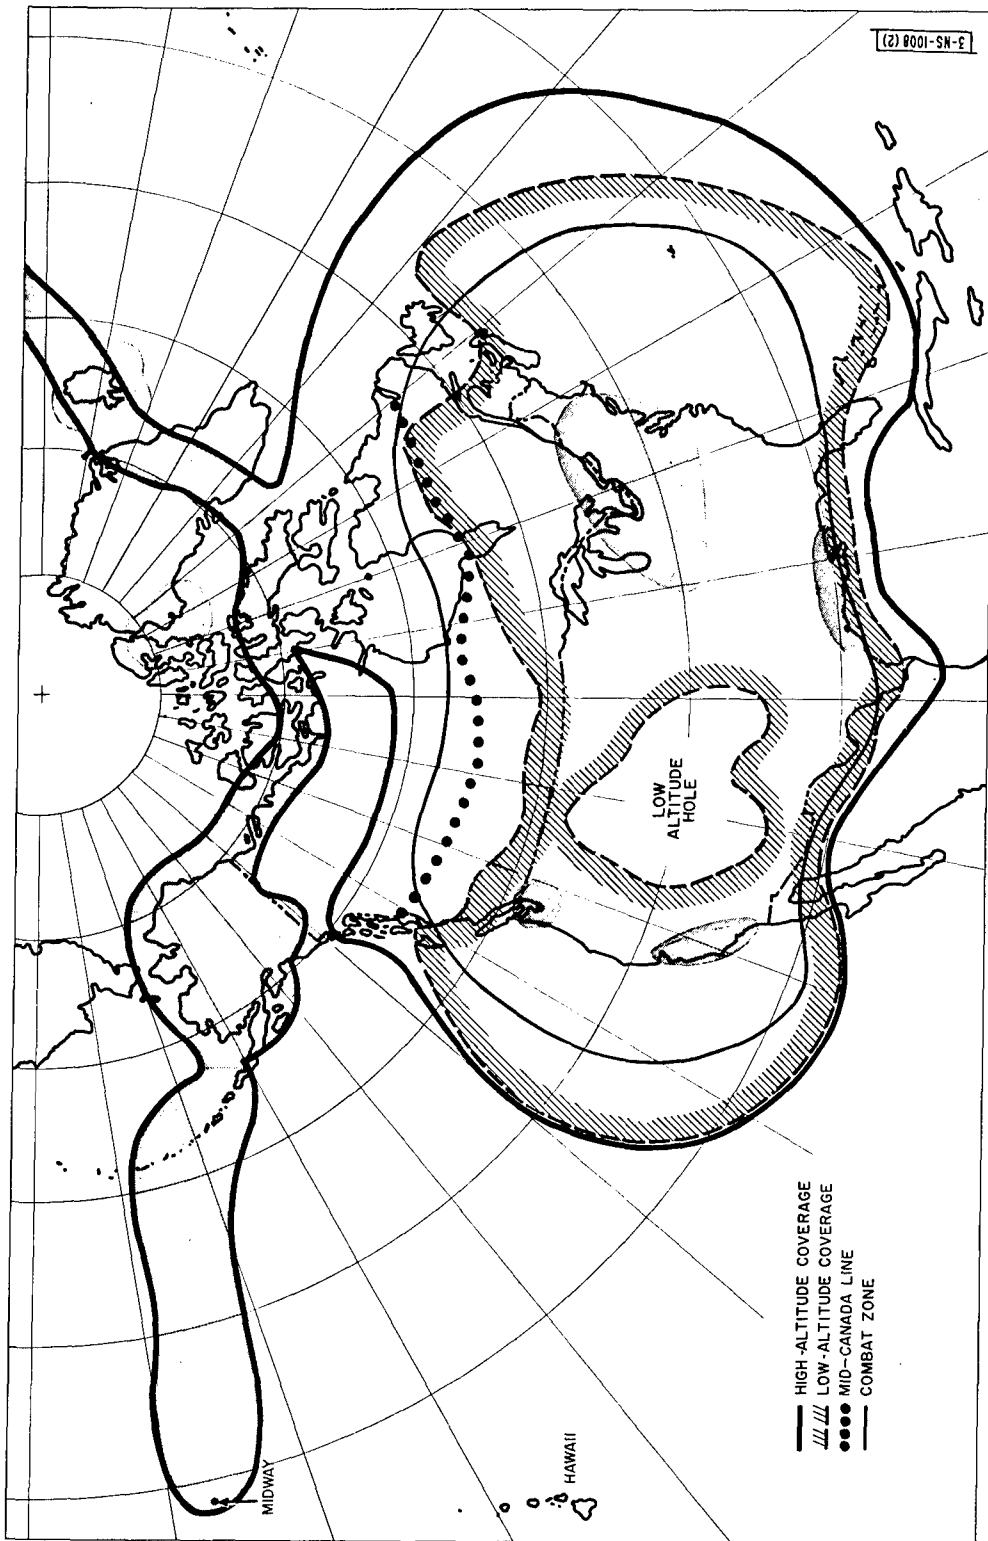 3-NS-1008 (2)
LOW
ALTITUDE
HOLE
MIDWAY
HAWAII
HIGH-ALTITUDE COVERAGE
LOW-ALTITUDE COVERAGE
MID-CANADA LINE
COMBAT ZONE